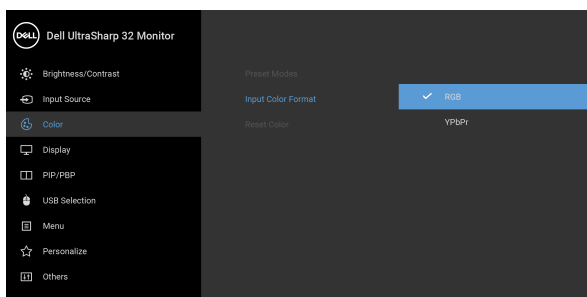 DELL Dell UltraSharp 32 Monitor
Brightness/Contrast Preset Modes
Input Source Input Color Format RGB
Color Reset Color YPbPr
Display
PIP/PBP
USB Selection
Menu
Personalize
Others